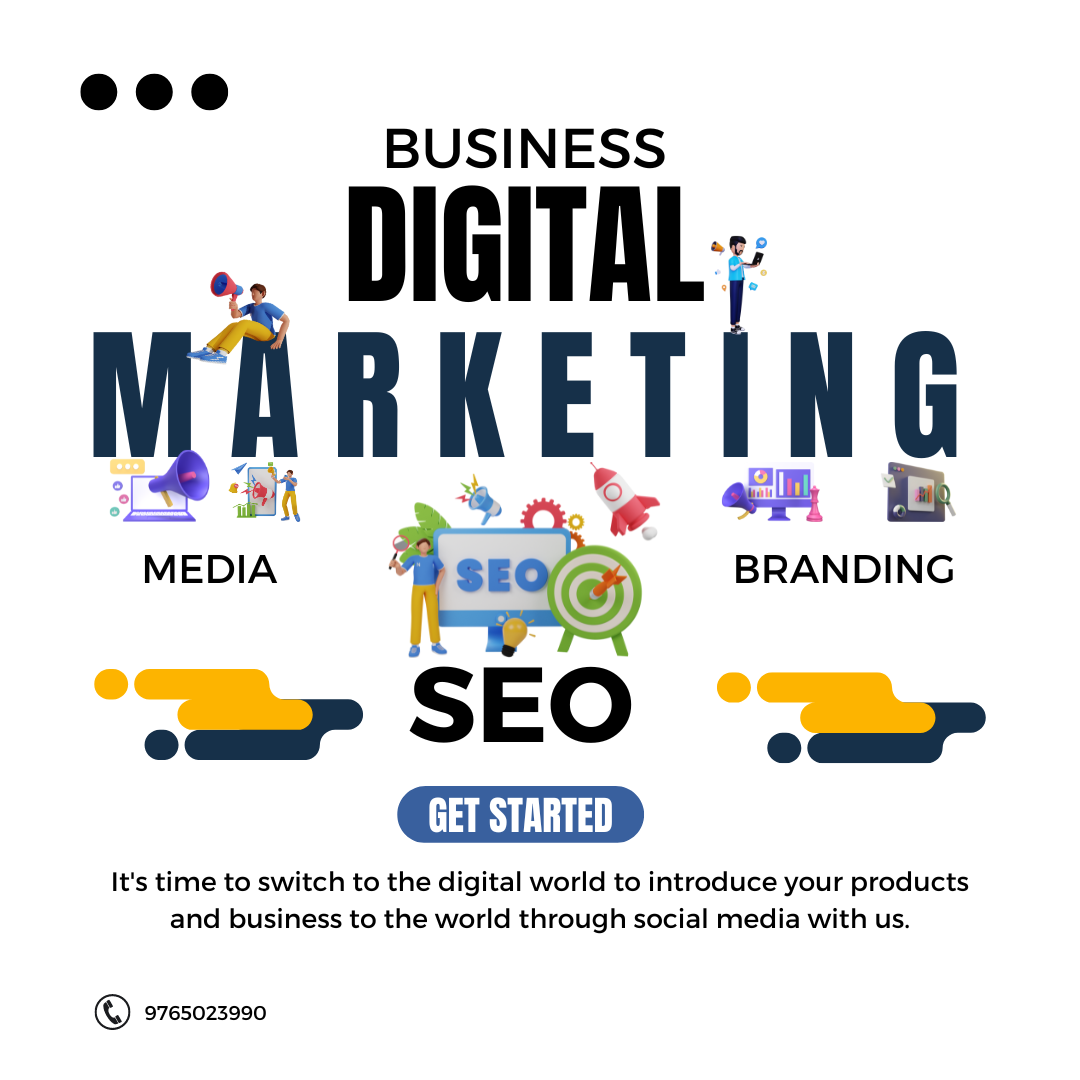 BUSINESS
DIGITAL
MARKETING
SEO
MEDIA
BRANDING
SEO
GET STARTED
It's time to switch to the digital world to introduce your products
and business to the world through social media with us.
9765023990